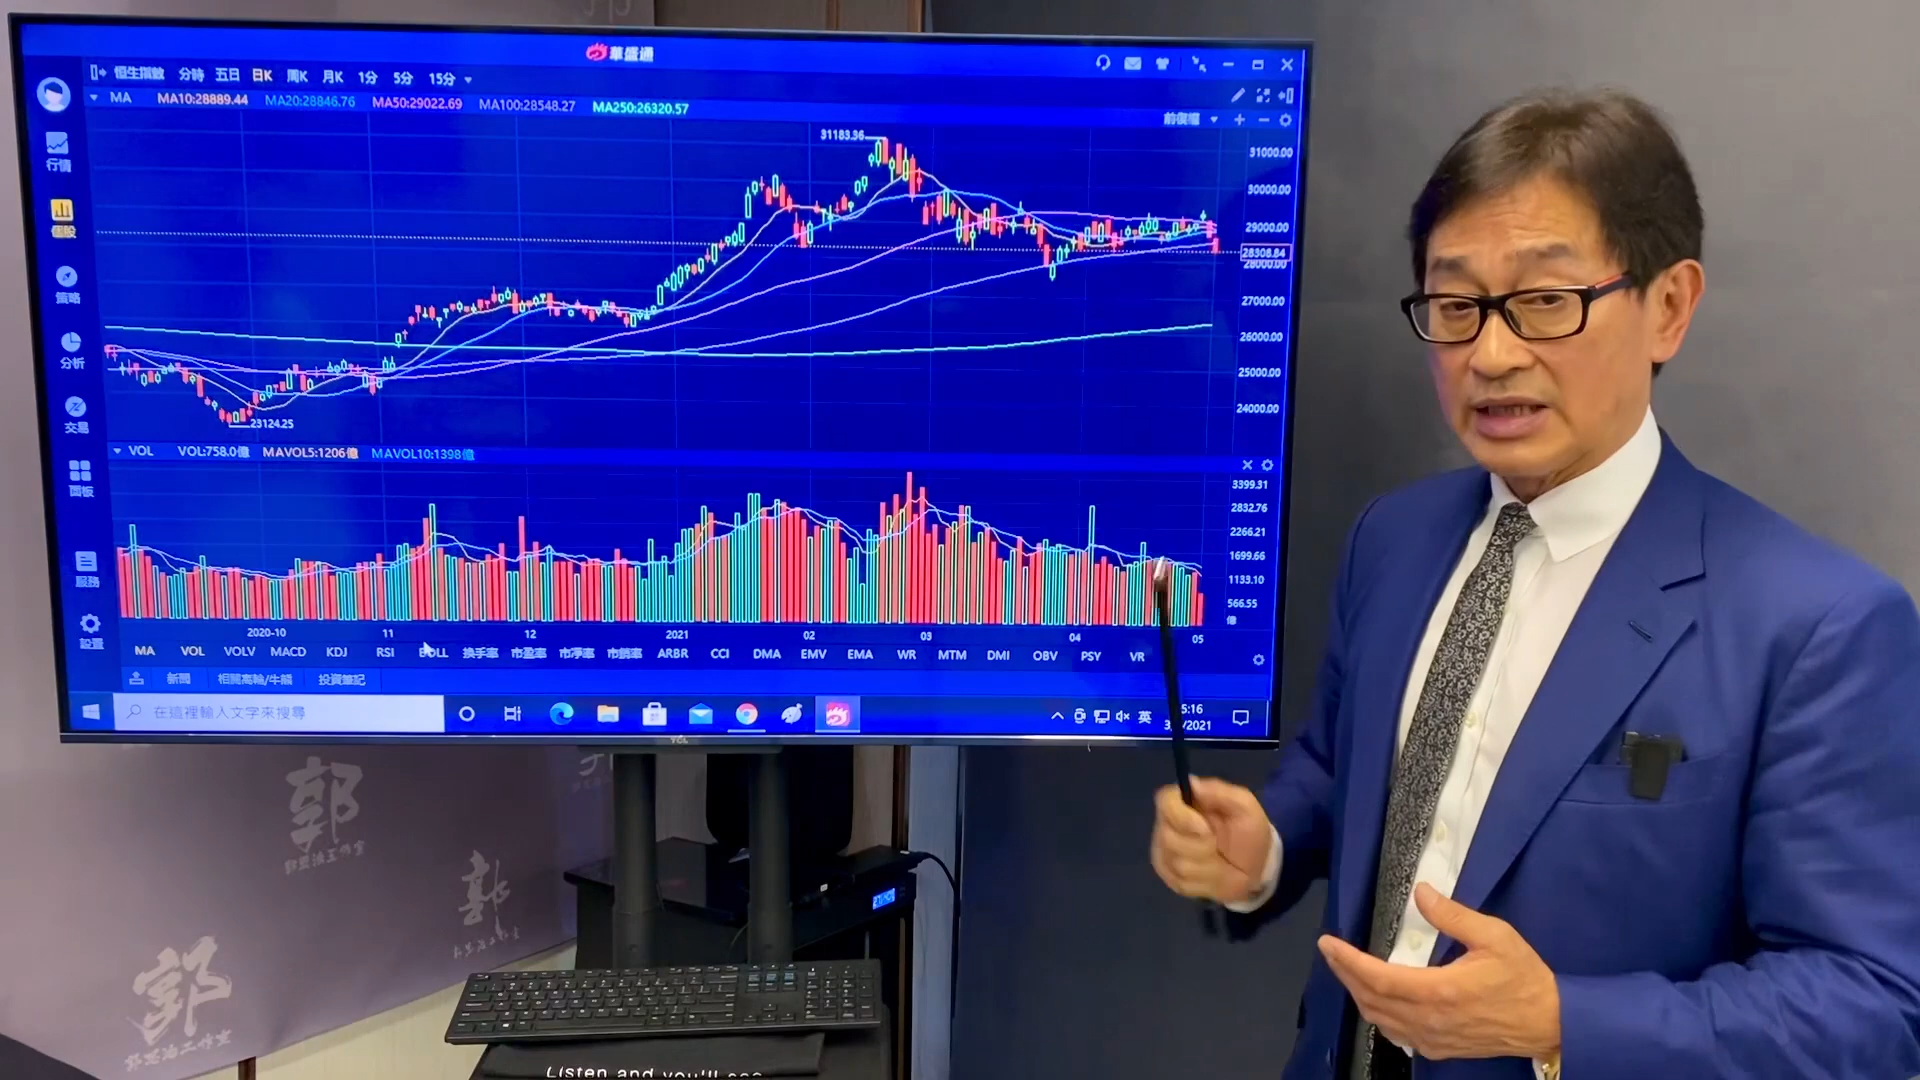 華盛通
恒生指數 分時 五日 日K 周K 月K 1分 5分 15分
MA MA10:28889.44 MA20:28846.76 MA50:29022.69 MA100:28548.27 MA250:26320.57
前復權
31183.36
31000.00
30000.00
29000.00
28308.84
28000.00
27000.00
26000.00
25000.00
24000.00
23124.25
行情
個股
策略
分析
交易
面板
服務
設置
VOL VOL:758.0億 MAVOL5:1206億 MAVOL10:1398億
3399.31
2832.76
2266.21
1699.66
1133.10
566.55
億
2020-10 11 12 2021 02 03 04 05
MA VOL VOLV MACD KDJ RSI BOLL 換手率 市盈率 市淨率 市銷率 ARBR CCI DMA EMV EMA WR MTM DMI OBV PSY VR
新聞 相關窩輪/牛熊 投資筆記
在這裡輸入文字來搜尋
英
5:16
2021
TCL
郭
郭
郭
Listen and you'll see